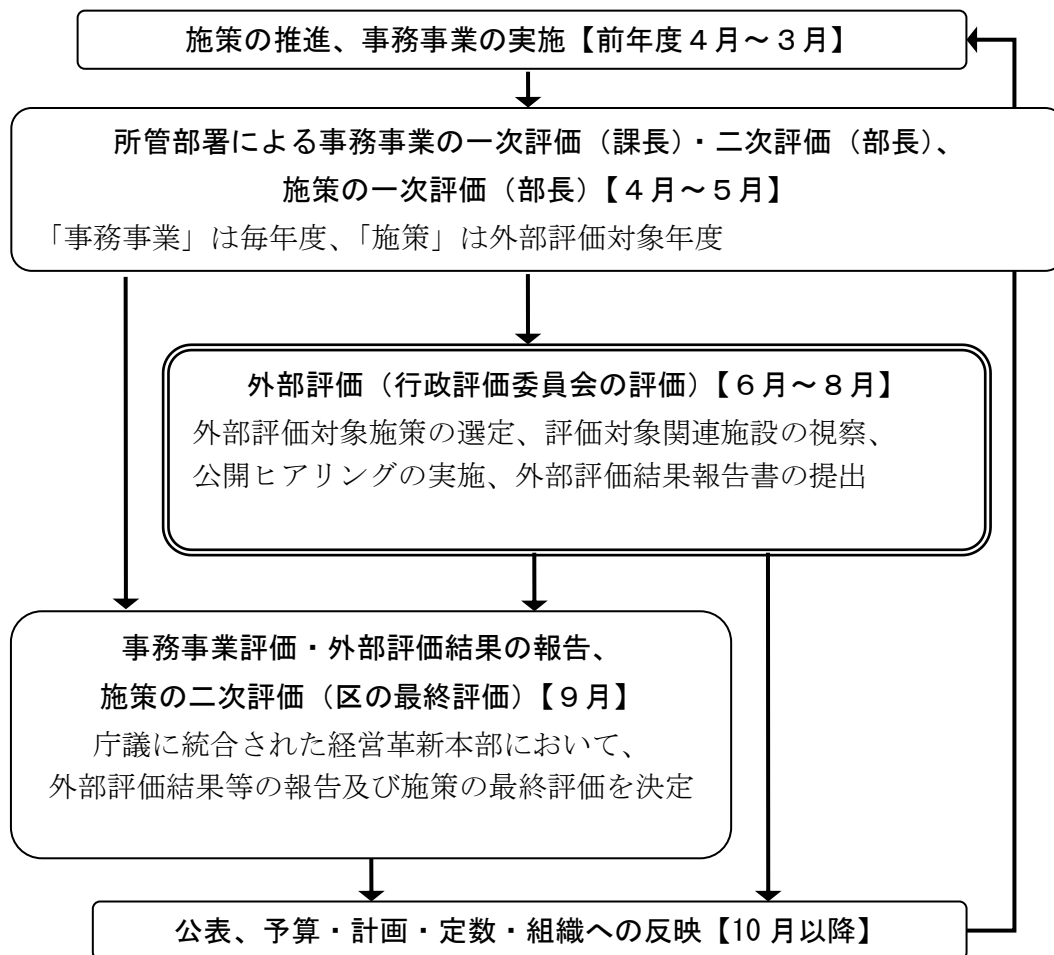 施策の推進、事務事業の実施【前年度４月～３月】
所管部署による事務事業の一次評価（課長）・二次評価（部長）、
施策の一次評価（部長）【４月～５月】
「事務事業」は毎年度、「施策」は外部評価対象年度
外部評価（行政評価委員会の評価）【６月～８月】
外部評価対象施策の選定、評価対象関連施設の視察、
公開ヒアリングの実施、外部評価結果報告書の提出
事務事業評価・外部評価結果の報告、
施策の二次評価（区の最終評価）【９月】
庁議に統合された経営革新本部において、
外部評価結果等の報告及び施策の最終評価を決定
公表、予算・計画・定数・組織への反映【10月以降】